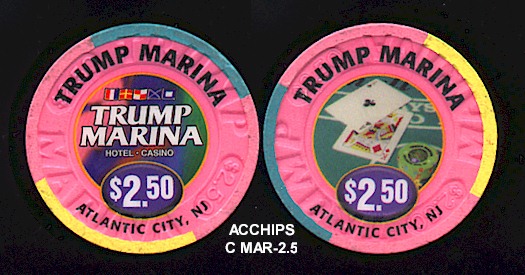 TRUMP MARINA
TRUMP
MARINA
HOTEL • CASINO
$2.50
ATLANTIC CITY, NJ
TRUMP MARINA
$2.50
ATLANTIC CITY, NJ
ACCHIPS
C MAR-2.5